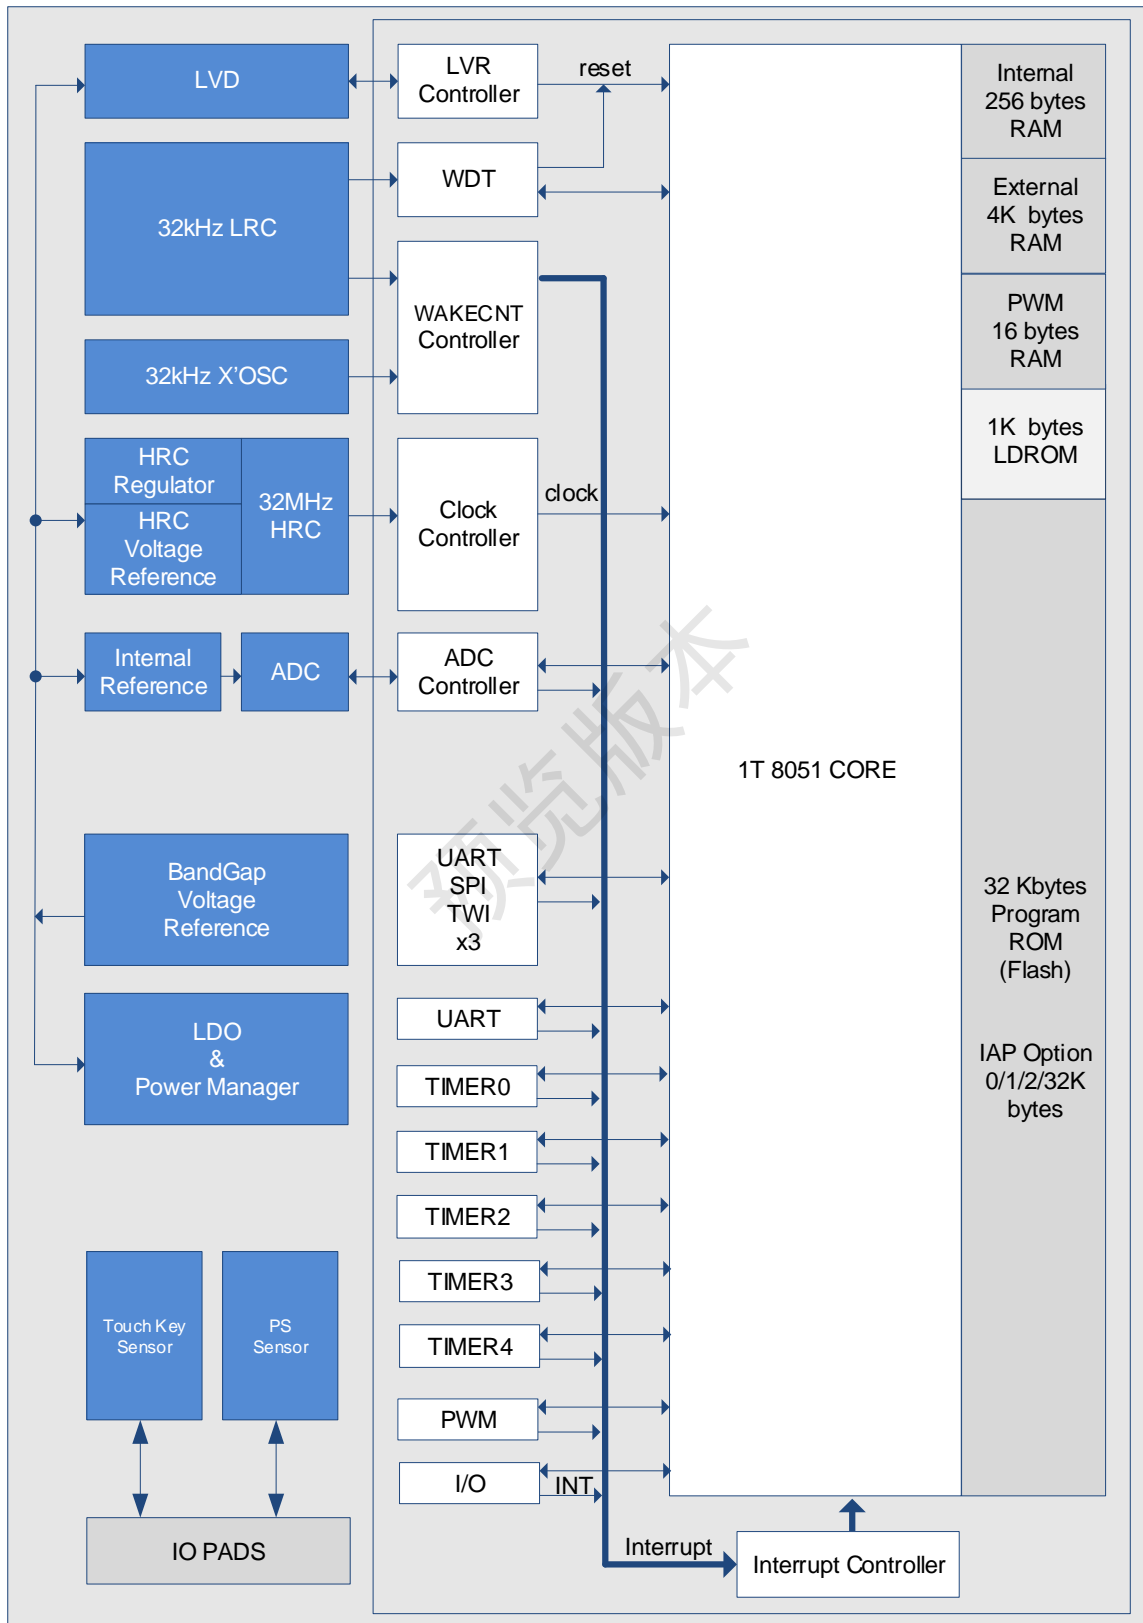 LVD
LVR
Controller
reset
Internal
256 bytes
RAM
32kHz LRC
WDT
External
4K bytes
RAM
WAKECNT
Controller
PWM
16 bytes
RAM
32kHz X'OSC
1K bytes
LDROM
HRC
Regulator
HRC
Voltage
Reference
32MHz
HRC
Clock
Controller
clock
Internal
Reference
ADC
ADC
Controller
1T 8051 CORE
预览版本
BandGap
Voltage
Reference
UART
SPI
TWI
x3
32 Kbytes
Program
ROM
(Flash)
IAP Option
0/1/2/32K
bytes
LDO
&
Power Manager
UART
TIMER0
TIMER1
TIMER2
TIMER3
TIMER4
PWM
I/O
INT
Touch Key
Sensor
PS
Sensor
IO PADS
Interrupt
Interrupt Controller